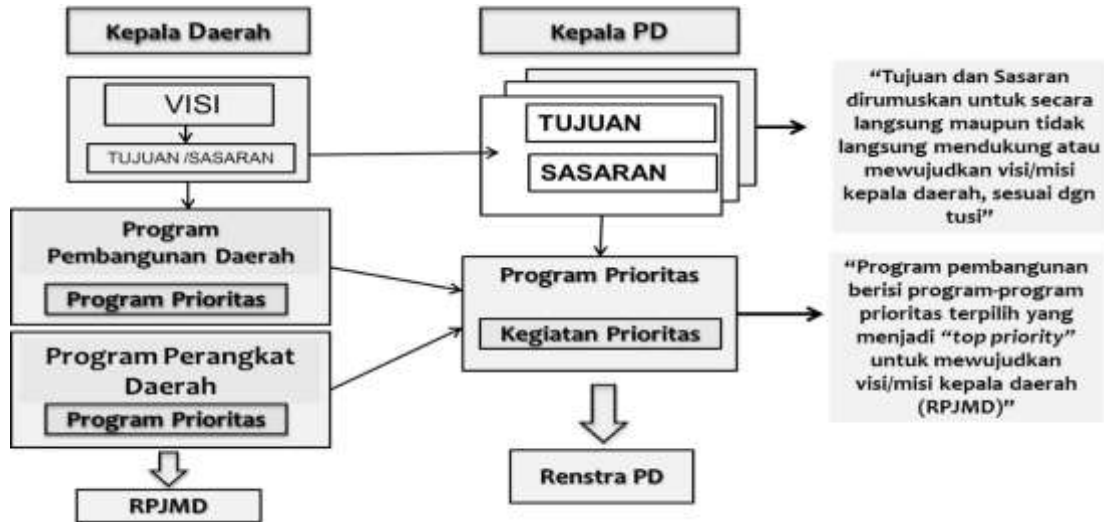 Kepala Daerah
VISI
TUJUAN /SASARAN
Program
Pembangunan Daerah
Program Prioritas
Program Perangkat
Daerah
Program Prioritas
RPJMD
Kepala PD
TUJUAN
SASARAN
Program Prioritas
Kegiatan Prioritas
Renstra PD
“Tujuan dan Sasaran
dirumuskan untuk secara
langsung maupun tidak
langsung mendukung atau
mewujudkan visi/misi
kepala daerah, sesuai dgn
tusi”
“Program pembangunan
berisi program-program
prioritas terpilih yang
menjadi “top priority”
untuk mewujudkan
visi/misi kepala daerah
(RPJMD)”